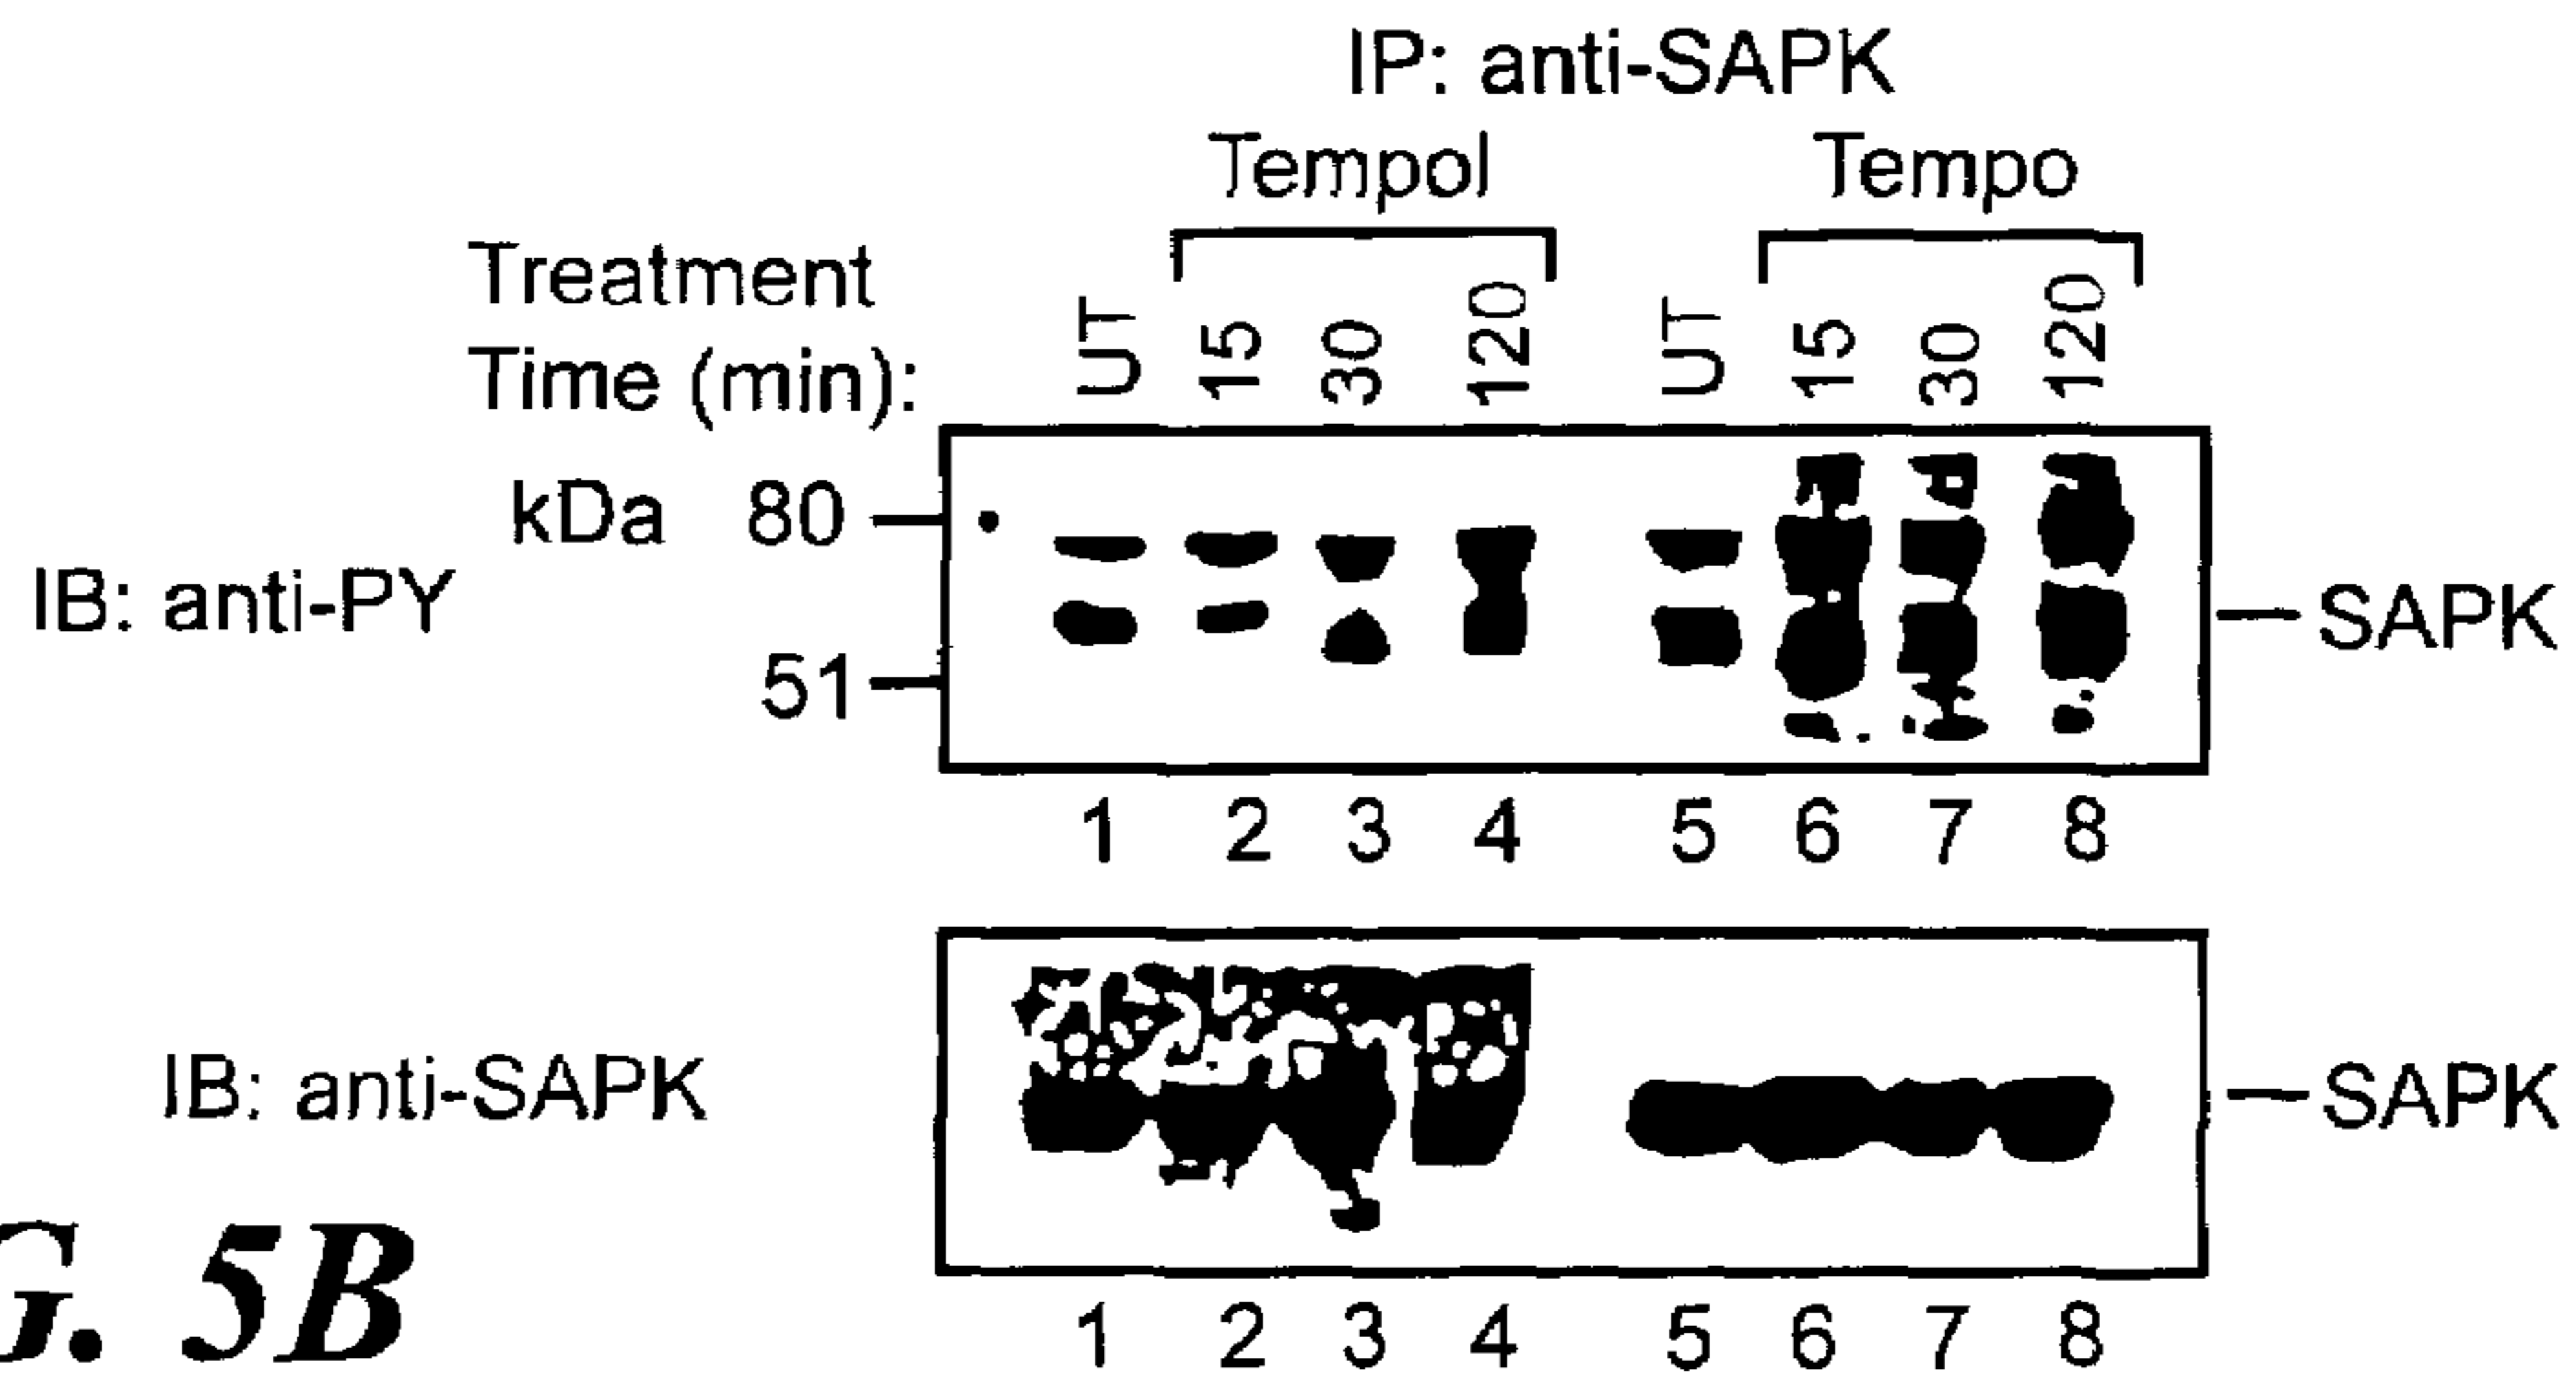 IP: anti-SAPK
Tempol Tempo
Treatment
Time (min): UT 15 30 120 UT 15 30 120
kDa 80
IB: anti-PY SAPK
51
1 2 3 4 5 6 7 8
IB: anti-SAPK SAPK
1 2 3 4 5 6 7 8
G. 5B